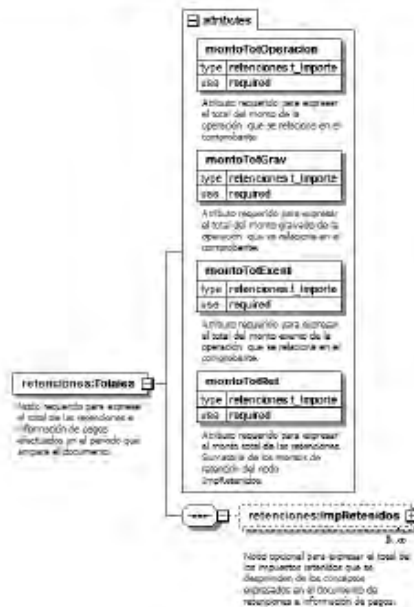 attributes
montoTotOperacion
type retenciones:t_Importe
use required
Atributo requerido para expresar
el total del monto de la
operación que se relaciona en el
comprobante.
montoTotGrav
type retenciones:t_Importe
use required
Atributo requerido para expresar
el total del monto gravado de la
operación que se relaciona en el
comprobante.
montoTotExent
type retenciones:t_Importe
use required
Atributo requerido para expresar
el total del monto exento de la
operación que se relaciona en el
comprobante.
montoTotRet
type retenciones:t_Importe
use required
Atributo requerido para expresar
el monto total de las retenciones.
Sumatoria de los montos de
retención del nodo
ImpRetenidos.
retenciones:Totales
Nodo requerido para expresar
el total de las retenciones e
información de pagos
efectuados en el período que
ampara el documento.
retenciones:ImpRetenidos
0..∞
Nodo opcional para expresar el total de
los impuestos retenidos que se
desprenden de los conceptos
expresados en el documento de
retenciones e información de pagos.